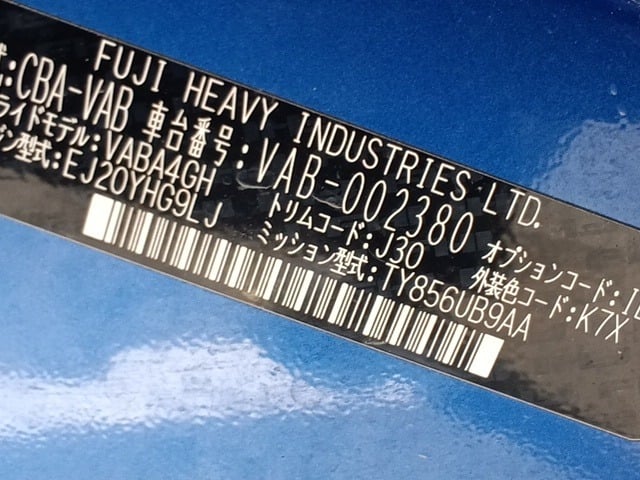 FUJI HEAVY INDUSTRIES LTD.
:CBA-VAB 車台番号:VAB-002380
ライドモデル:VABA4GH トリムコード:J30 オプションコード:
ジン型式:EJ20YHG9LJ ミッション型式:TY856UB9AA 外装色コード:K7X